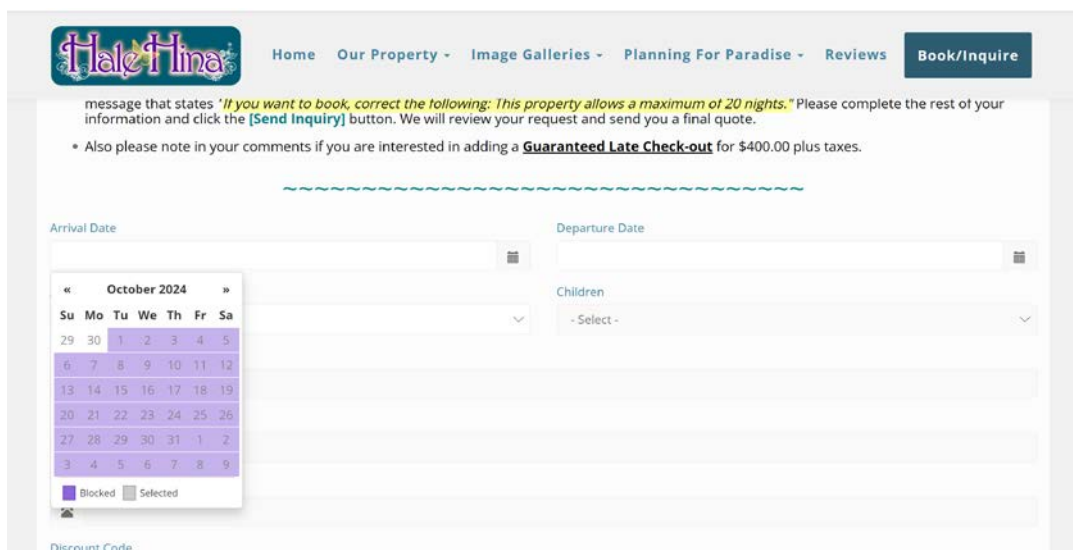 Hale Hina
Home Our Property Image Galleries Planning For Paradise Reviews Book/Inquire
message that states "If you want to book, correct the following: This property allows a maximum of 20 nights." Please complete the rest of your
information and click the [Send Inquiry] button. We will review your request and send you a final quote.
• Also please note in your comments if you are interested in adding a Guaranteed Late Check-out for $400.00 plus taxes.
~~~~~~~~~~~~~~~~~~~~~~~~~~~~~~~~~
Arrival Date Departure Date
« October 2024 »
Children
Su Mo Tu We Th Fr Sa
- Select -
29 30 1 2 3 4 5
6 7 8 9 10 11 12
13 14 15 16 17 18 19
20 21 22 23 24 25 26
27 28 29 30 31 1 2
3 4 5 6 7 8 9
Blocked Selected
Discount Code